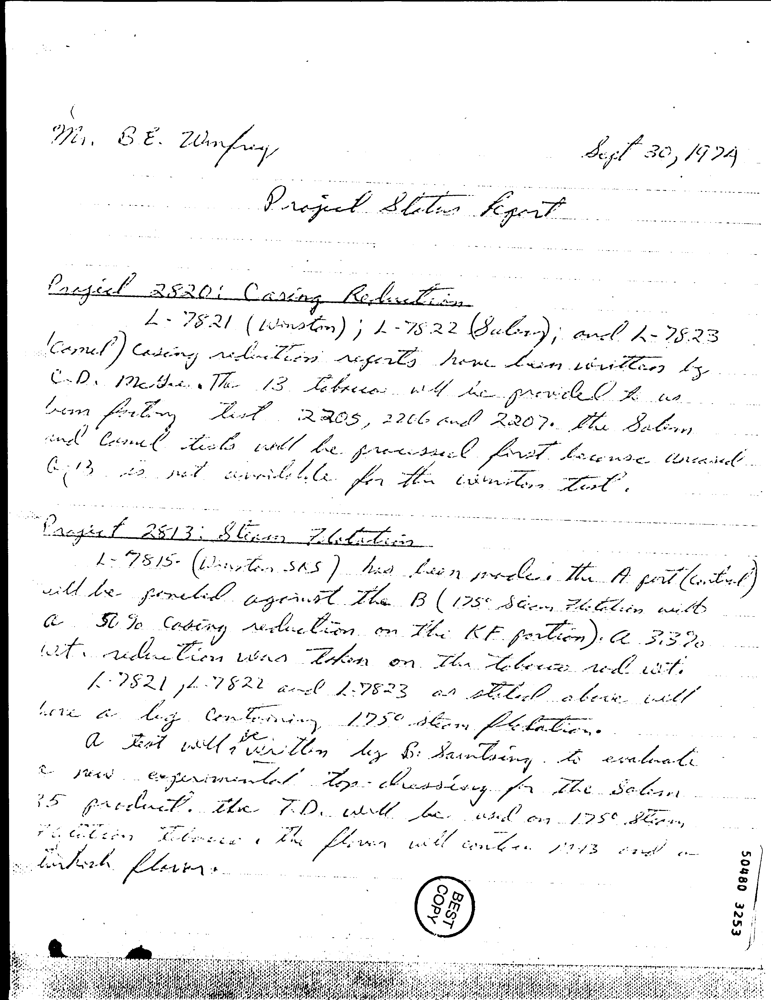 Mr. B E. Winfrey
Sept 30, 1974
Project Status Report
Project 2820: Casing Reduction
L-7821 (Winston); L-7822 (Salem); and L-7823
(Camel) Casing reduction reports have been written by
C.D. The 13 tobacco will be provided to us
from test 2205, 2206 and 2207. the Salem
and Camel tests will be processed first because uncased
G,13 is not available for the winston test.
Project 2813: Steam Flotation
L-7815 (Winston SKS) has been made. the A part (control)
will be paneled against the B (175° Steam Flotation with
a 50% casing reduction on the KF portion). A 3.3%
wt. reduction was taken on the tobacco rod wt.
L-7821, L-7822 and L-7823 as stated above will
have a leg containing 175° steam flotation.
A test will be written by B. to evaluate
a new experimental top-dressing for the Salem
85 product. the T.D. will be used on 175° Steam
Flotation Tobacco. The flavor will contain and a
turkish flavor.
BEST
COPY
50480 3253